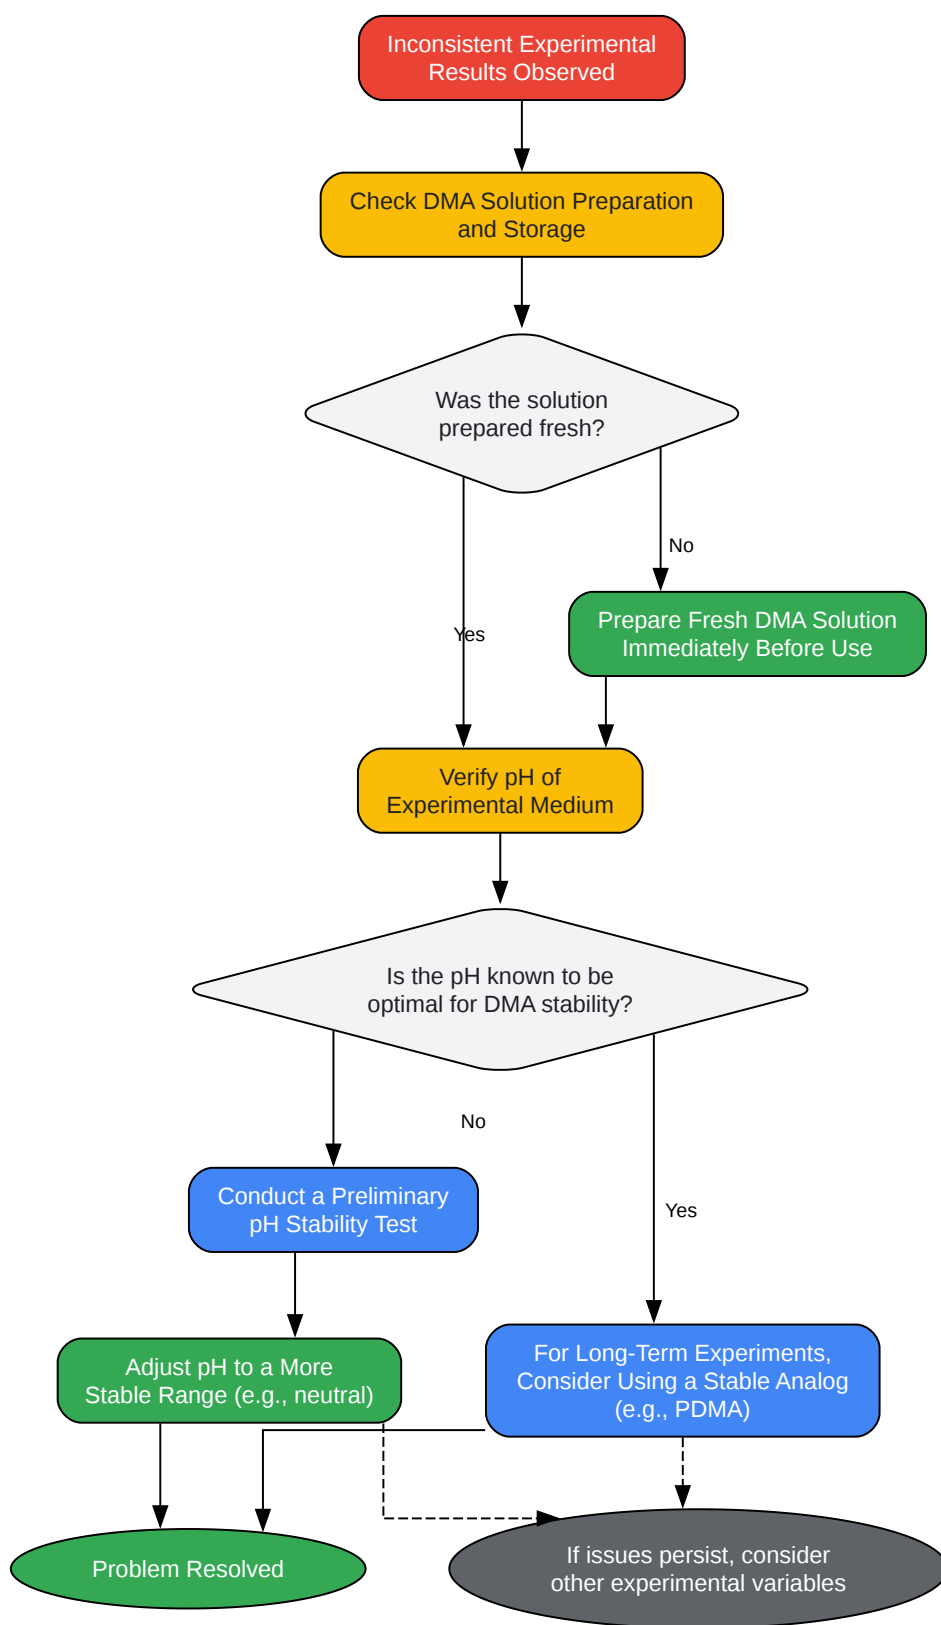 Inconsistent Experimental
Results Observed
Check DMA Solution Preparation
and Storage
Was the solution
prepared fresh?
No
Prepare Fresh DMA Solution
Immediately Before Use
Yes
Verify pH of
Experimental Medium
Is the pH known to be
optimal for DMA stability?
No
Conduct a Preliminary
pH Stability Test
Yes
Adjust pH to a More
Stable Range (e.g., neutral)
For Long-Term Experiments,
Consider Using a Stable Analog
(e.g., PDMA)
Problem Resolved
If issues persist, consider
other experimental variables